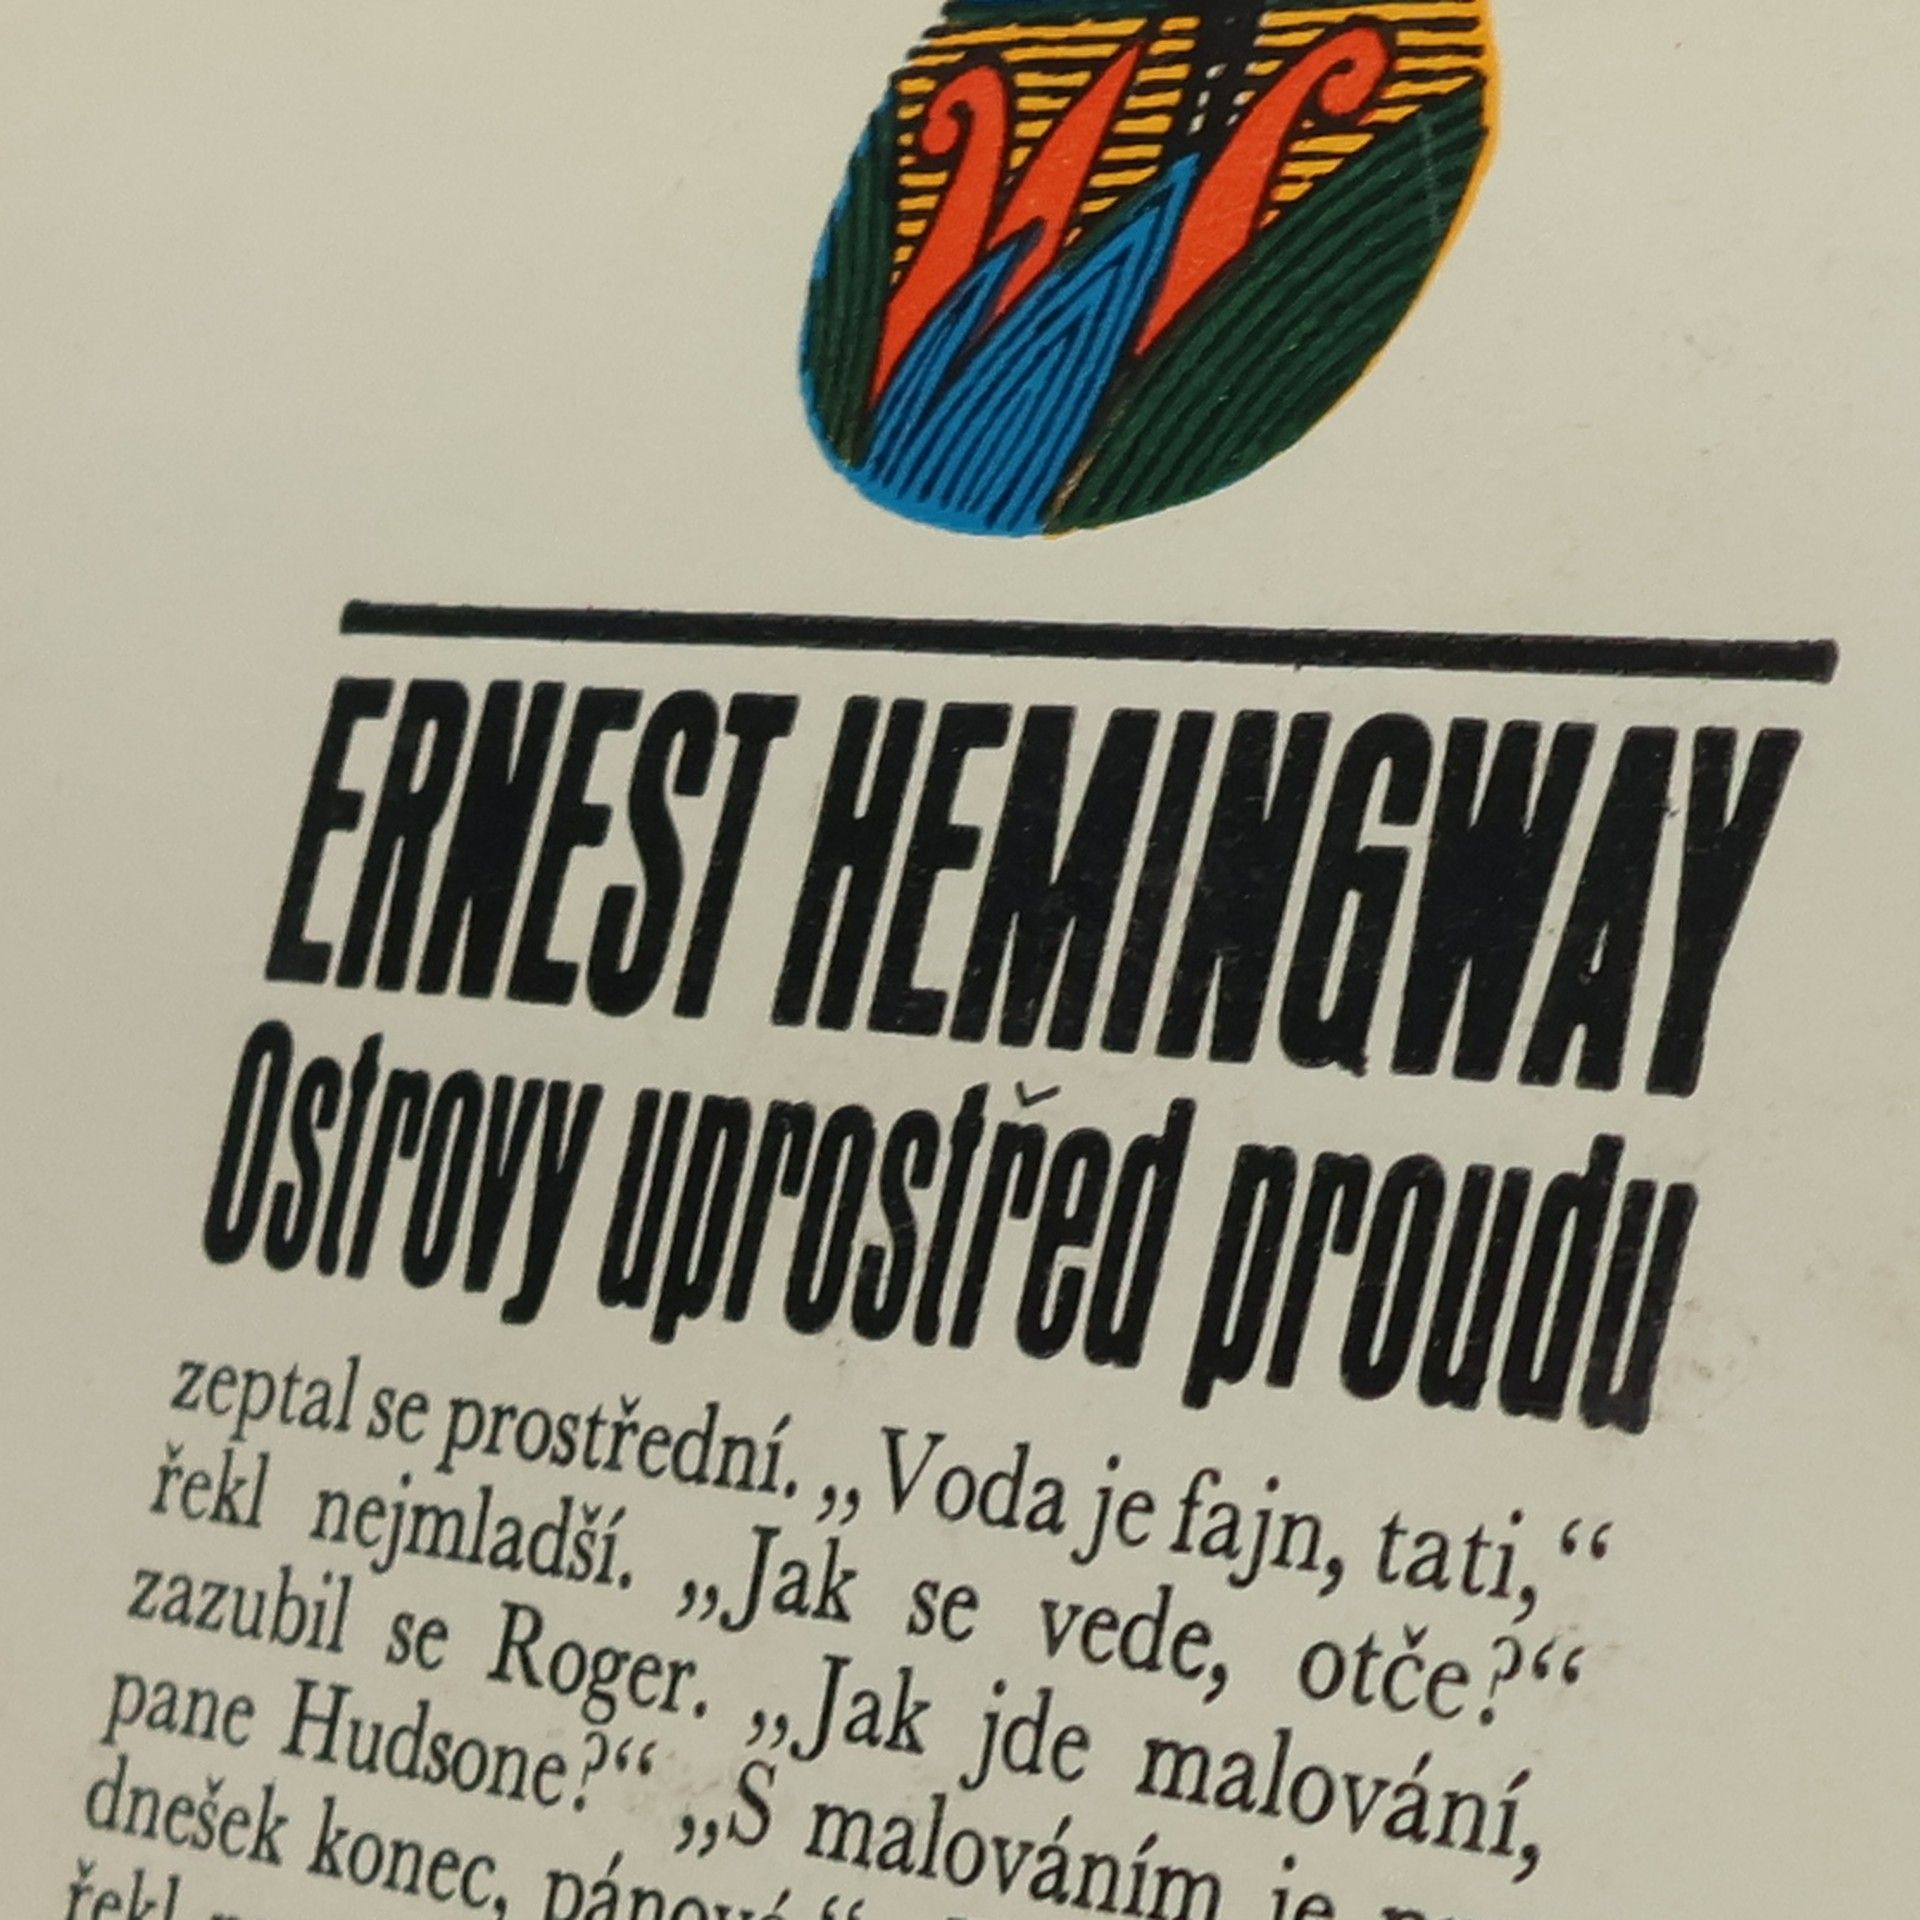 ERNEST HEMINGWAY
Ostrovy uprostřed proudu
zeptal se prostřední. „Voda je fajn, tati,“
řekl nejmladší. „Jak se vede, otče?“
zazubil se Roger. „Jak jde malování,
pane Hudsone?“ „S malováním je
dnešek konec, pánové,“
řekl